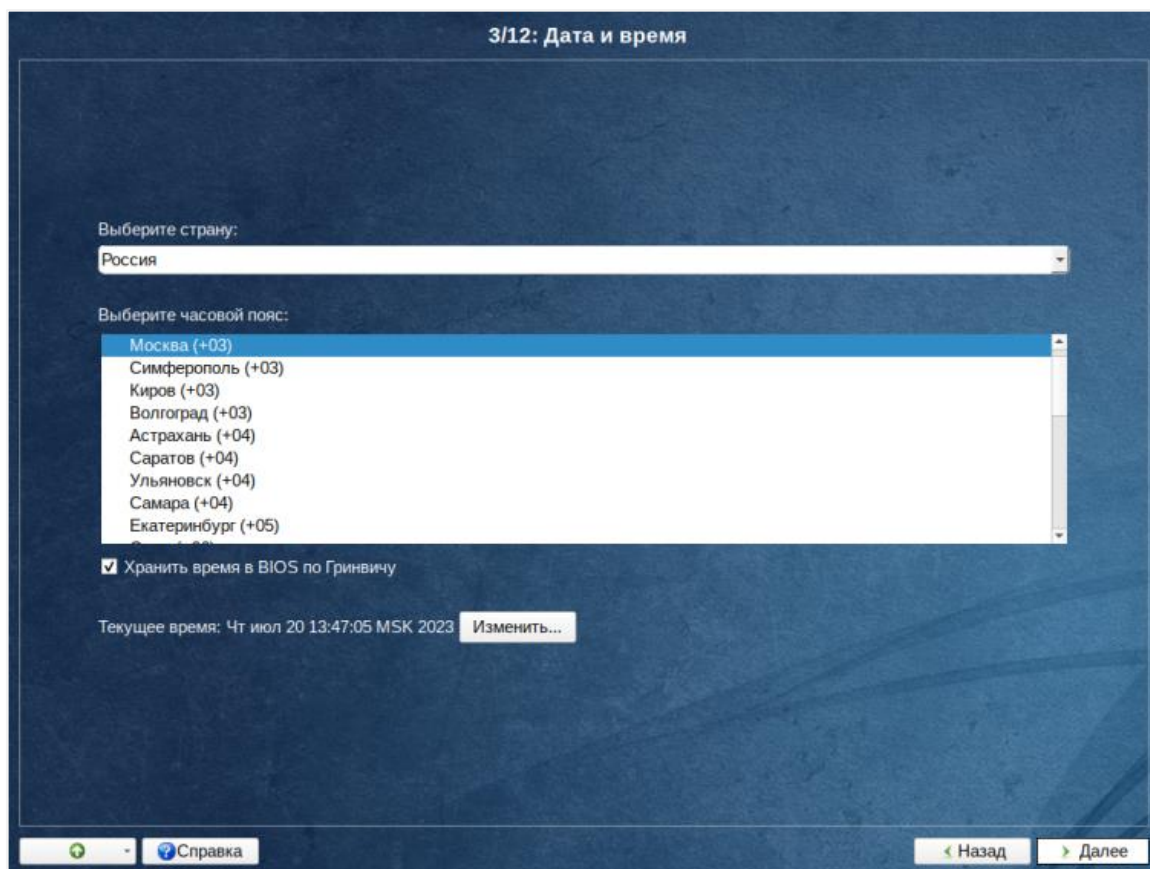 3/12: Дата и время
Выберите страну:
Россия
Выберите часовой пояс:
Москва (+03)
Симферополь (+03)
Киров (+03)
Волгоград (+03)
Астрахань (+04)
Саратов (+04)
Ульяновск (+04)
Самара (+04)
Екатеринбург (+05)
Хранить время в BIOS по Гринвичу
Текущее время: Чт июл 20 13:47:05 MSK 2023 Изменить...
Справка Назад Далее